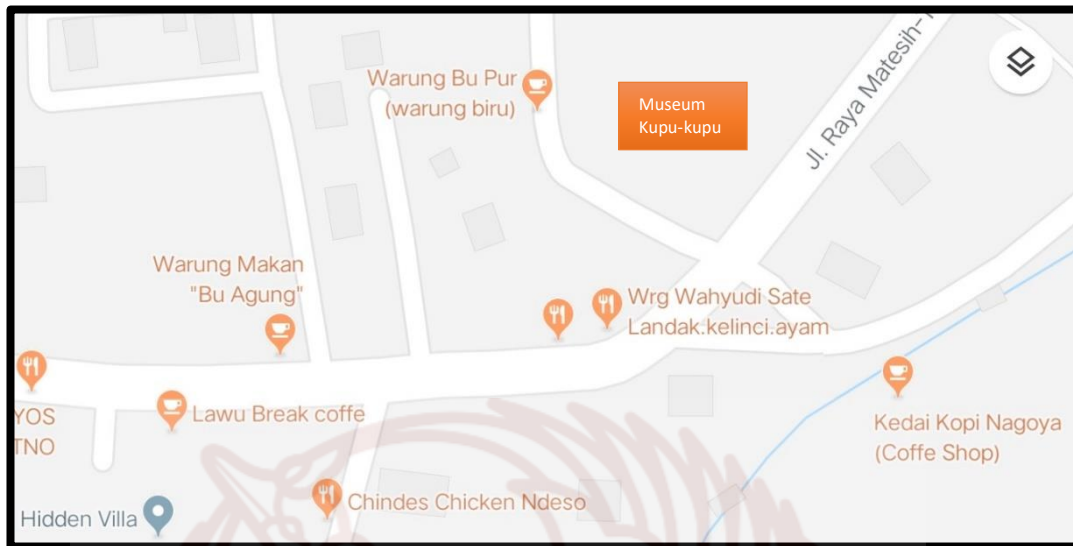 Warung Bu Pur
(warung biru)
Museum
Kupu-kupu
Jl. Raya Matesih-
Warung Makan
"Bu Agung"
Wrg Wahyudi Sate
Landak.kelinci.ayam
YOS
TNO
Lawu Break coffe
Kedai Kopi Nagoya
(Coffe Shop)
Chindes Chicken Ndeso
Hidden Villa